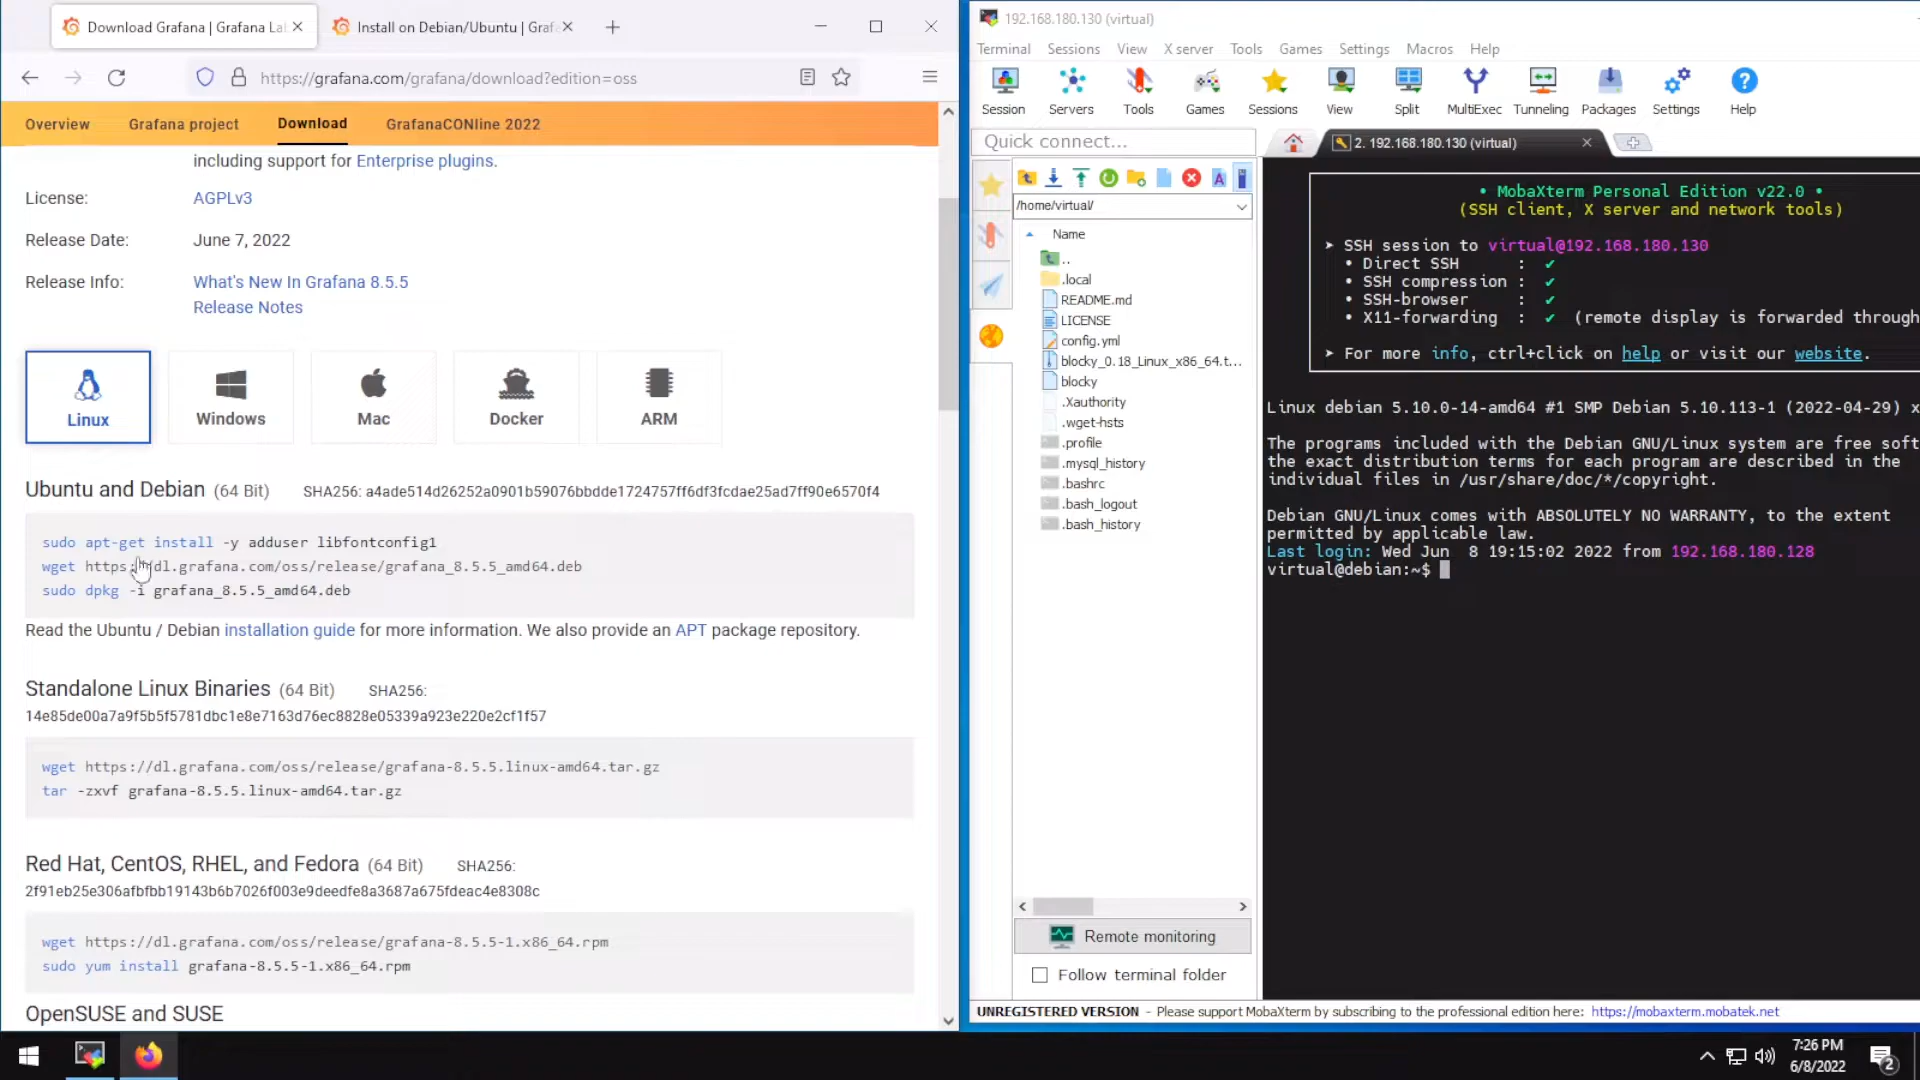 Download Grafana | Grafana La
Install on Debian/Ubuntu | Graf
https://grafana.com/grafana/download?edition=oss
Overview
Grafana project
Download
GrafanaCONline 2022
including support for Enterprise plugins.
License:
AGPLv3
Release Date:
June 7, 2022
Release Info:
What's New In Grafana 8.5.5
Release Notes
Linux
Windows
Mac
Docker
ARM
Ubuntu and Debian (64 Bit) SHA256: a4ade514d26252a0901b59076bbdde1724757ff6df3fcdae25ad7ff90e6570f4
sudo apt-get install -y adduser libfontconfig1
wget https://dl.grafana.com/oss/release/grafana_8.5.5_amd64.deb
sudo dpkg -i grafana_8.5.5_amd64.deb
Read the Ubuntu / Debian installation guide for more information. We also provide an APT package repository.
Standalone Linux Binaries (64 Bit) SHA256:
14e85de00a7a9f5b5f5781dbc1e8e7163d76ec8828e05339a923e220e2cf1f57
wget https://dl.grafana.com/oss/release/grafana-8.5.5.linux-amd64.tar.gz
tar -zxvf grafana-8.5.5.linux-amd64.tar.gz
Red Hat, CentOS, RHEL, and Fedora (64 Bit) SHA256:
2f91eb25e306afbfbb19143b6b7026f003e9deedfe8a3687a675fdeac4e8308c
wget https://dl.grafana.com/oss/release/grafana-8.5.5-1.x86_64.rpm
sudo yum install grafana-8.5.5-1.x86_64.rpm
OpenSUSE and SUSE
192.168.180.130 (virtual)
Terminal Sessions View X server Tools Games Settings Macros Help
Session Servers Tools Games Sessions View Split MultiExec Tunneling Packages Settings Help
Quick connect...
2. 192.168.180.130 (virtual)
/home/virtual/
Name
..
.local
README.md
LICENSE
config.yml
blocky_0.18_Linux_x86_64.t...
blocky
.Xauthority
.wget-hsts
.profile
.mysql_history
.bashrc
.bash_logout
.bash_history
Remote monitoring
Follow terminal folder
• MobaXterm Personal Edition v22.0 •
(SSH client, X server and network tools)
➤ SSH session to virtual@192.168.180.130
• Direct SSH : ✔
• SSH compression : ✔
• SSH-browser : ✔
• X11-forwarding : ✔ (remote display is forwarded through
➤ For more info, ctrl+click on help or visit our website.
Linux debian 5.10.0-14-amd64 #1 SMP Debian 5.10.113-1 (2022-04-29) x
The programs included with the Debian GNU/Linux system are free soft
the exact distribution terms for each program are described in the
individual files in /usr/share/doc/*/copyright.
Debian GNU/Linux comes with ABSOLUTELY NO WARRANTY, to the extent
permitted by applicable law.
Last login: Wed Jun 8 19:15:02 2022 from 192.168.180.128
virtual@debian:~$
UNREGISTERED VERSION - Please support MobaXterm by subscribing to the professional edition here: https://mobaxterm.mobatek.net
7:26 PM
6/8/2022
2